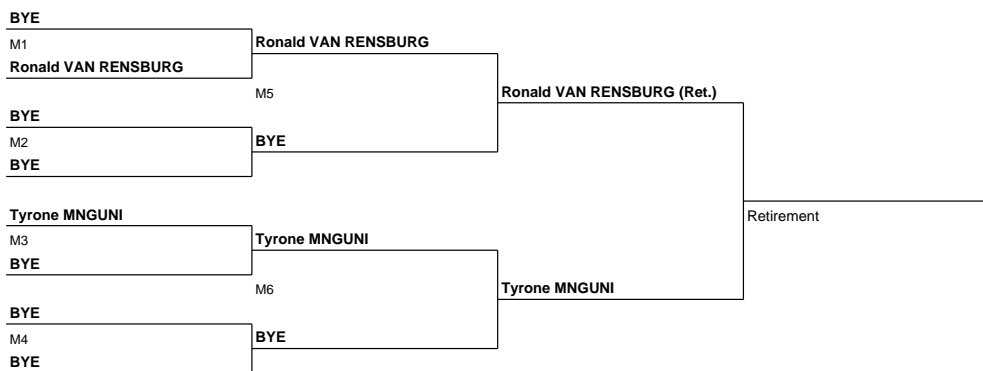 BYE
M1
Ronald VAN RENSBURG
Ronald VAN RENSBURG
M5
Ronald VAN RENSBURG (Ret.)
BYE
M2
BYE
BYE
Retirement
Tyrone MNGUNI
M3
BYE
Tyrone MNGUNI
M6
Tyrone MNGUNI
BYE
M4
BYE
BYE